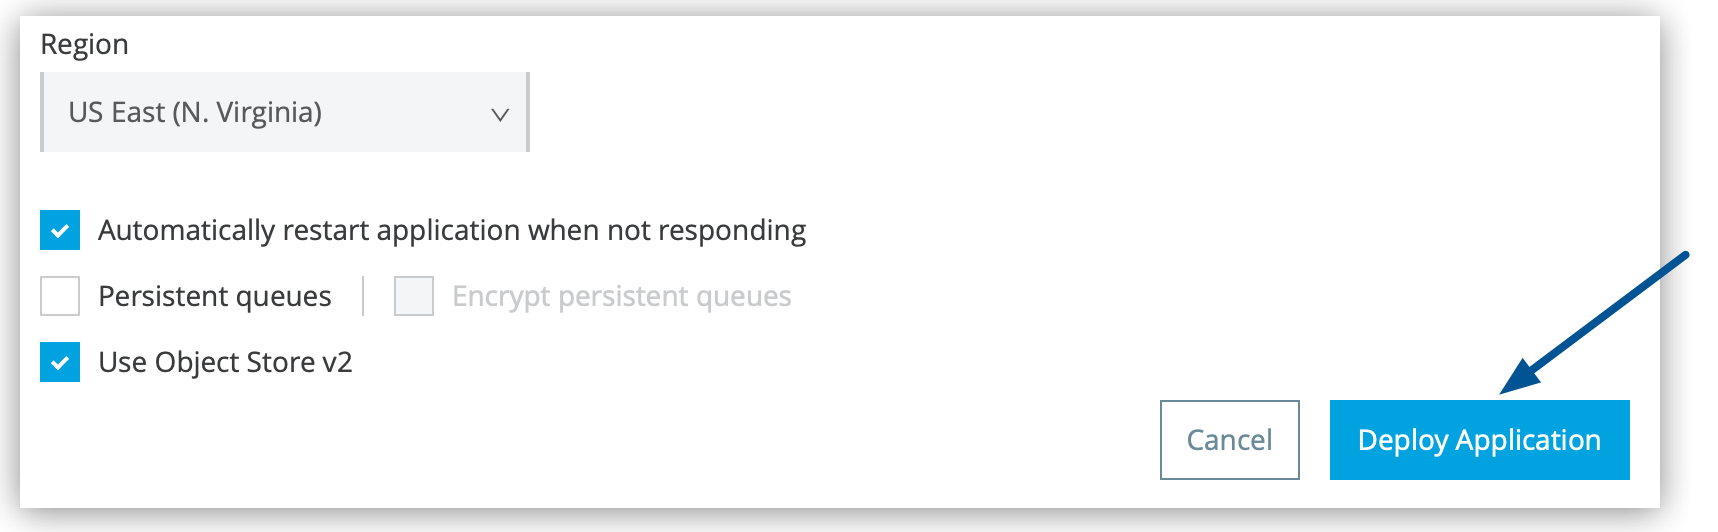 Region
US East (N. Virginia)
Automatically restart application when not responding
Persistent queues
Encrypt persistent queues
Use Object Store v2
Cancel
Deploy Application